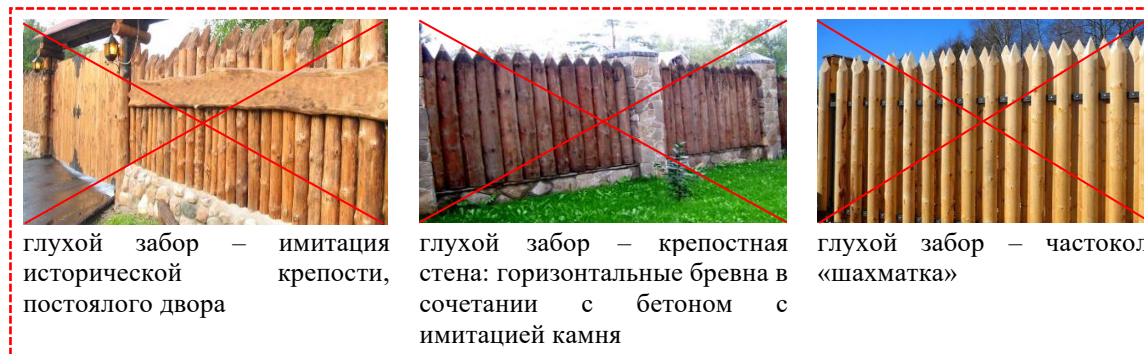 глухой забор – имитация
исторической крепости,
постоялого двора
глухой забор – крепостная
стена: горизонтальные бревна в
сочетании с бетоном с
имитацией камня
глухой забор – частокол
«шахматка»